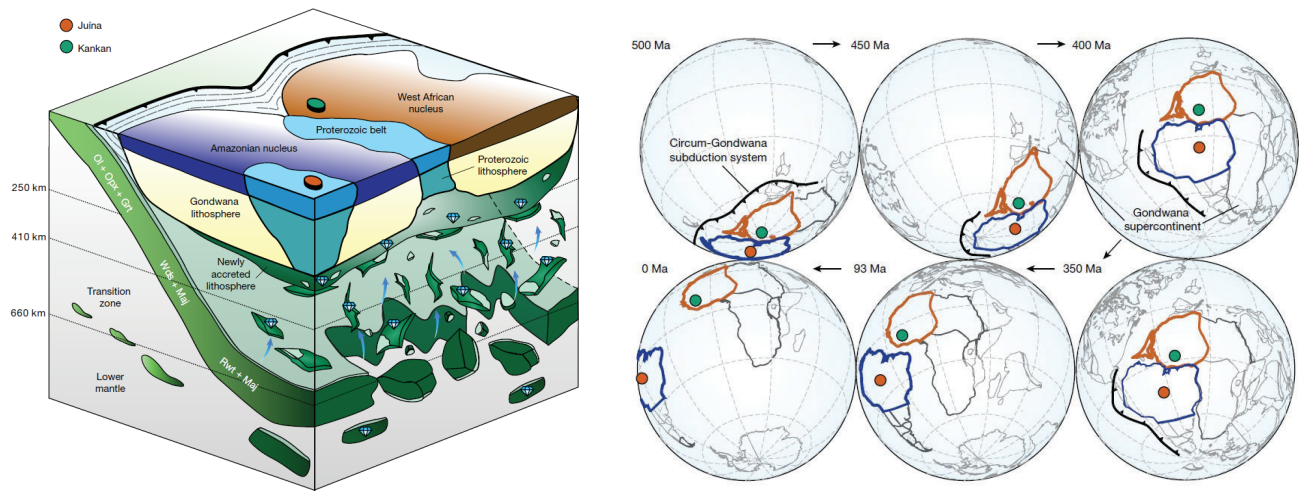 Juina
Kankan
West African
nucleus
Proterozoic belt
Amazonian nucleus
Proterozoic
lithosphere
Gondwana
lithosphere
Newly
accreted
lithosphere
250 km
410 km
660 km
Transition
zone
Lower
mantle
Ol + Opx + Grt
Wds + Maj
Rwt + Maj
500 Ma
450 Ma
400 Ma
Circum-Gondwana
subduction system
Gondwana
supercontinent
0 Ma
93 Ma
350 Ma